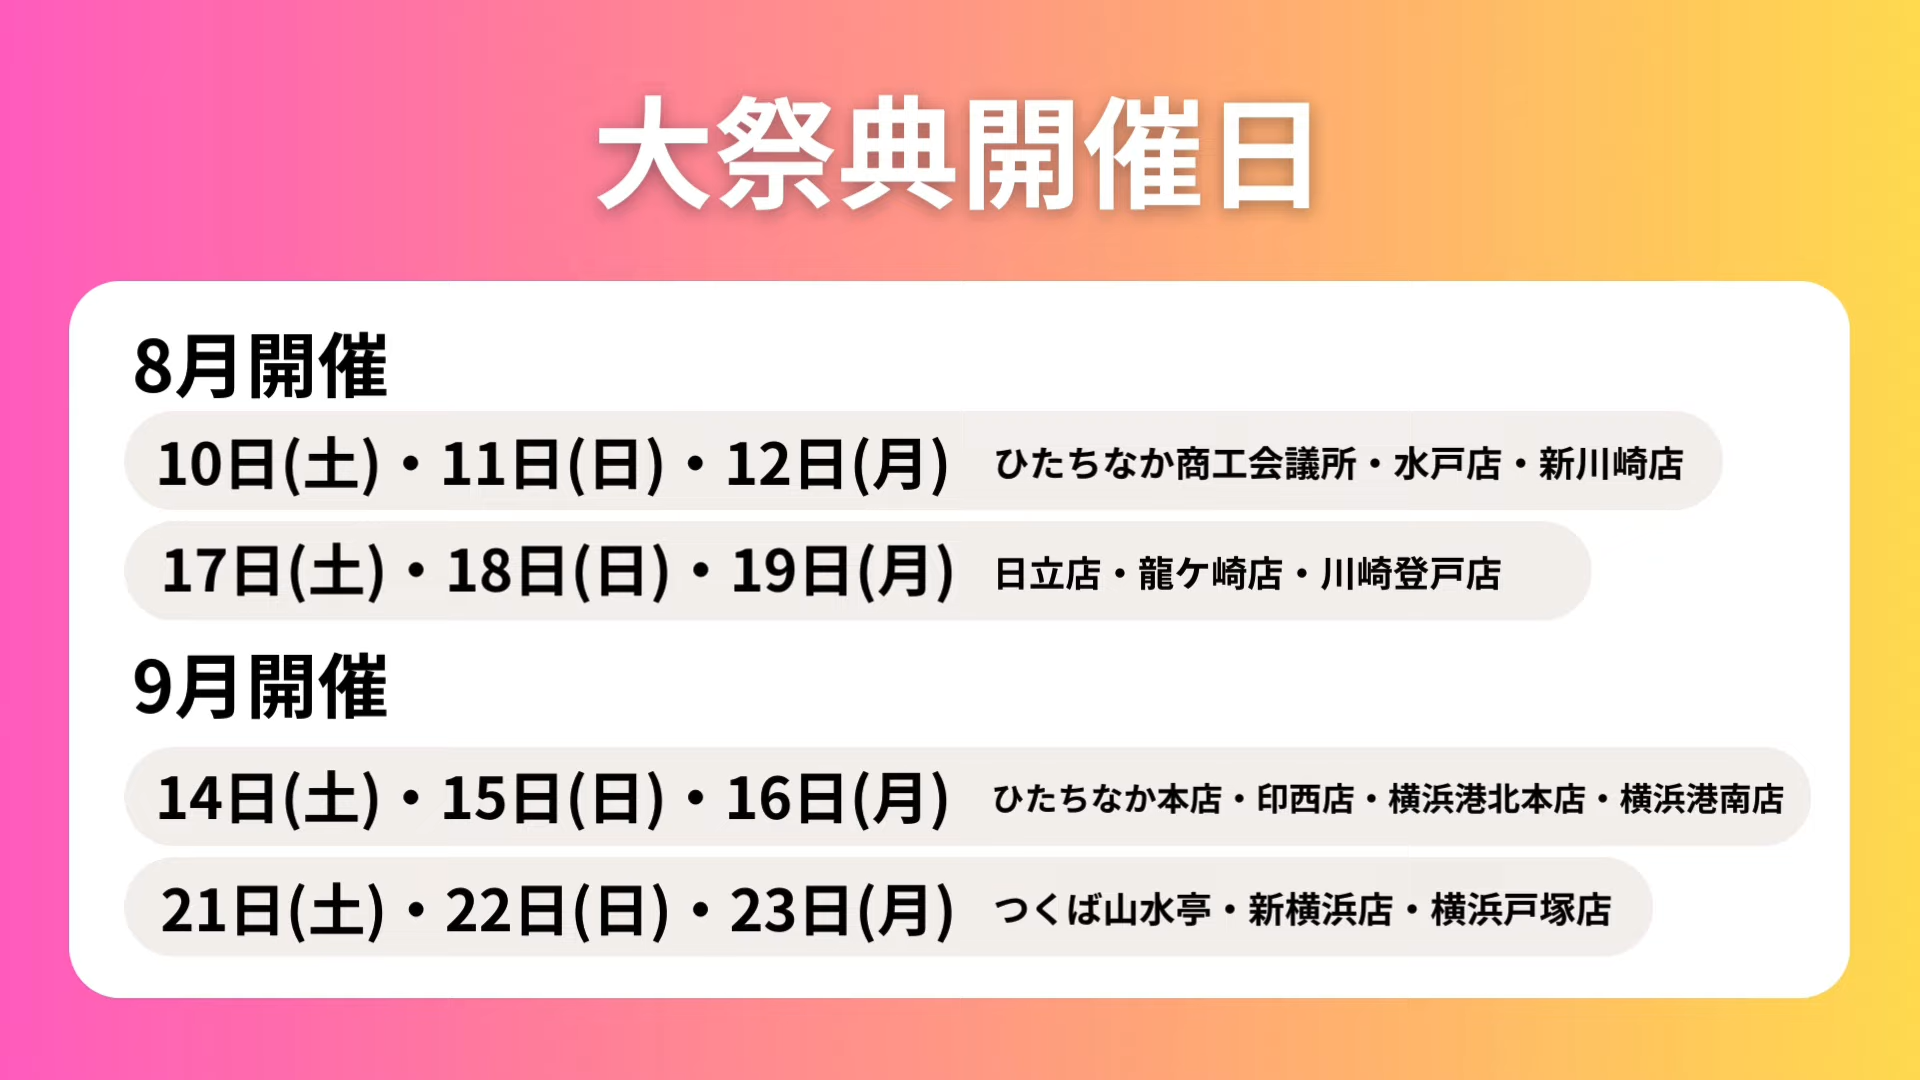 大祭典開催日
8月開催
10日(土)・11日(日)・12日(月) ひたちなか商工会議所・水戸店・新川崎店
17日(土)・18日(日)・19日(月) 日立店・龍ケ崎店・川崎登戸店
9月開催
14日(土)・15日(日)・16日(月) ひたちなか本店・印西店・横浜港北本店・横浜港南店
21日(土)・22日(日)・23日(月) つくば山水亭・新横浜店・横浜戸塚店